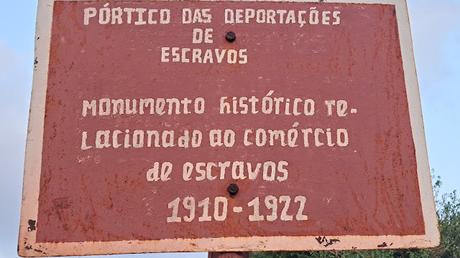 PÓRTICO DAS DEPORTAÇÕES
DE
ESCRAVOS
MONUMENTO histórico re-
Lacionado ao comércio
de escravos
1910-1922